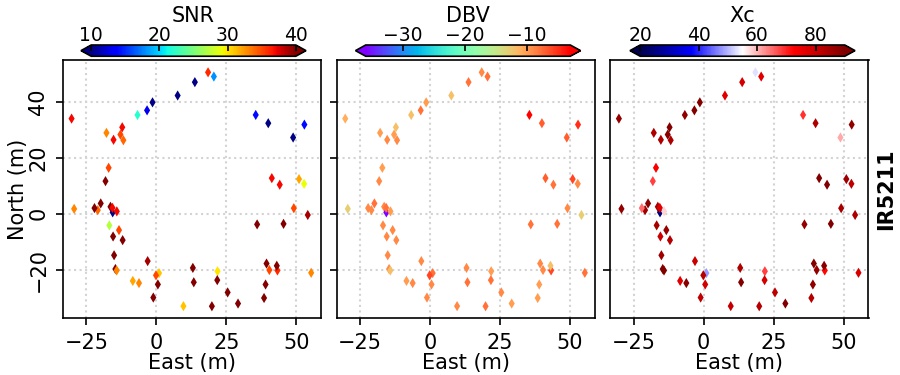 SNR DBV Xc
10 20 30 40 −30 −20 −10 20 40 60 80
40
20
0
−20
North (m)
IR5211
−25 0 25 50 −25 0 25 50 −25 0 25 50
East (m) East (m) East (m)